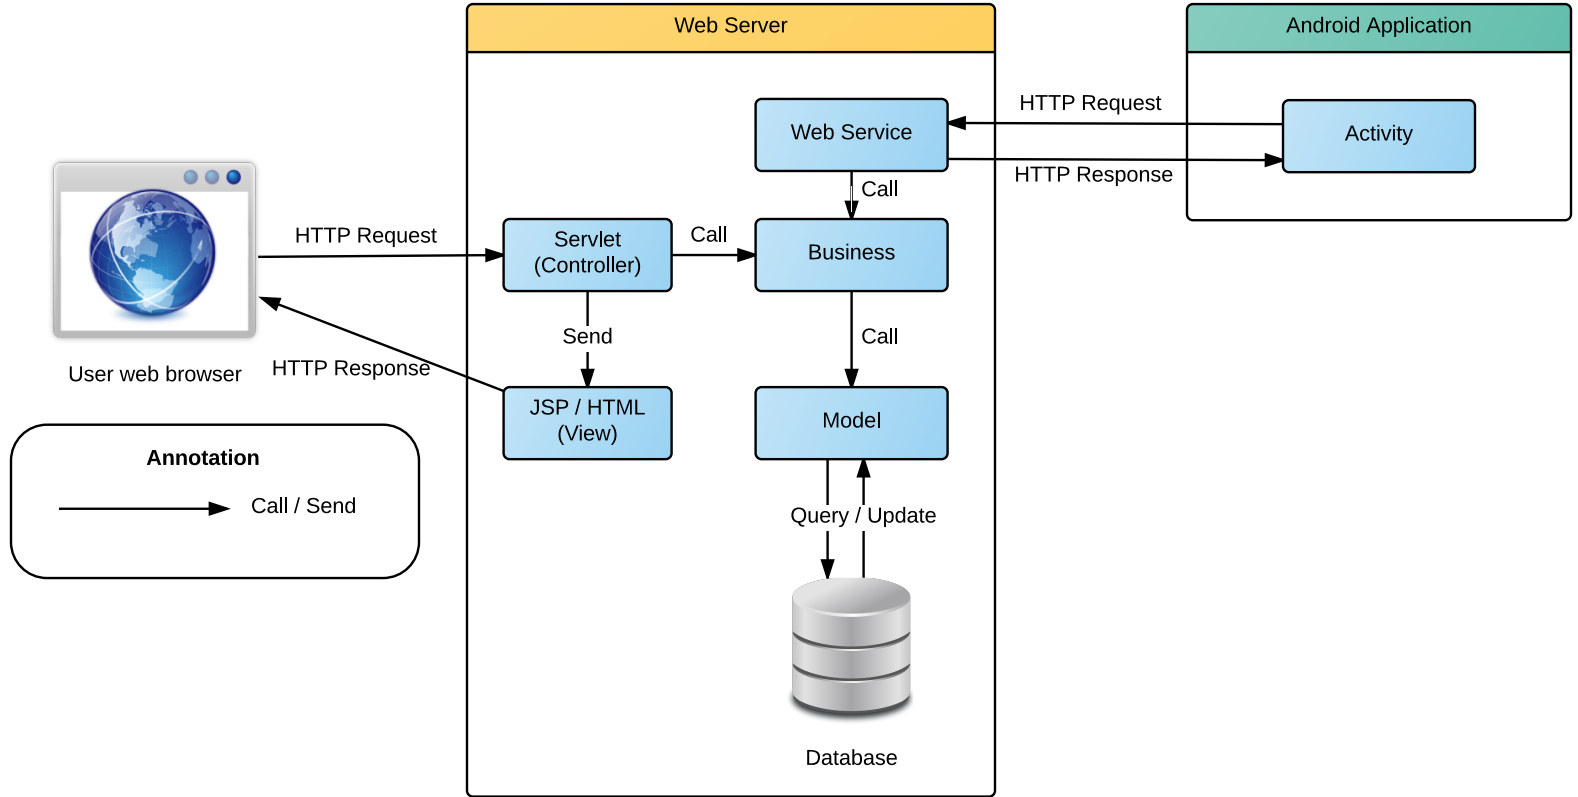 Web Server
Android Application
HTTP Request
Web Service
Activity
HTTP Response
Call
HTTP Request
Servlet
(Controller)
Call
Business
Send
Call
User web browser
HTTP Response
JSP / HTML
(View)
Model
Annotation
Call / Send
Query / Update
Database